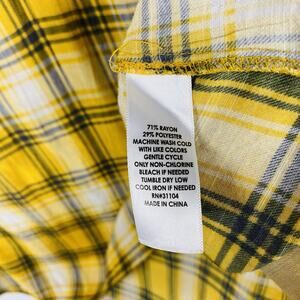 71% RAYON
29% POLYESTER
MACHINE WASH COLD
WITH LIKE COLORS
GENTLE CYCLE
ONLY NON-CHLORINE
BLEACH IF NEEDED
TUMBLE DRY LOW
COOL IRON IF NEEDED
RN#31104
MADE IN CHINA